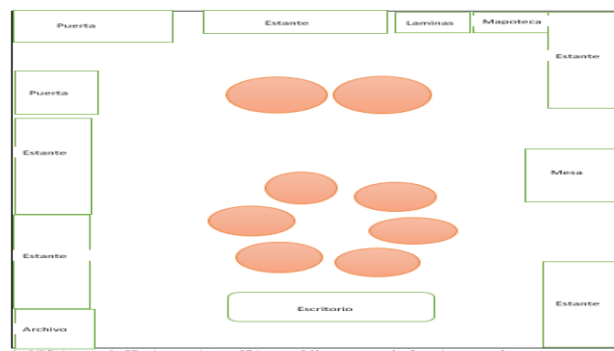 Puerta
Estante
Laminas
Mapoteca
Estante
Puerta
Estante
Mesa
Estante
Estante
Escritorio
Archivo